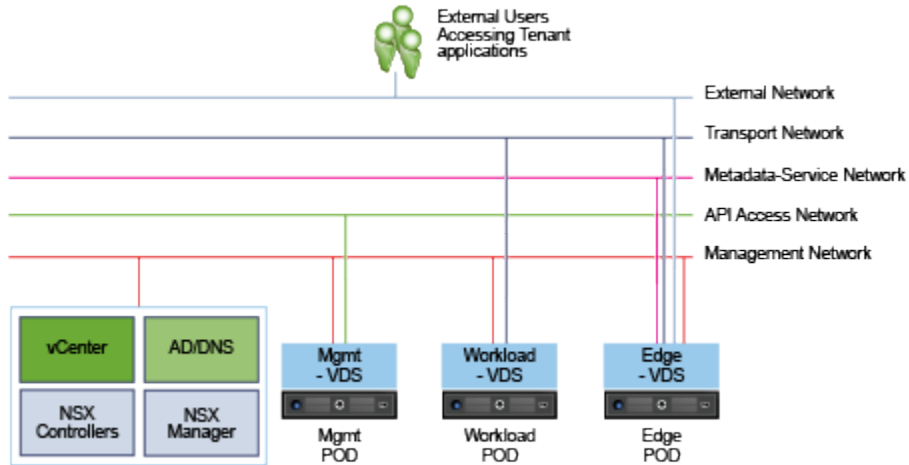 External Users
Accessing Tenant
applications
External Network
Transport Network
Metadata-Service Network
API Access Network
Management Network
vCenter
AD/DNS
NSX
Controllers
NSX
Manager
Mgmt
- VDS
Workload
- VDS
Edge
- VDS
Mgmt
POD
Workload
POD
Edge
POD